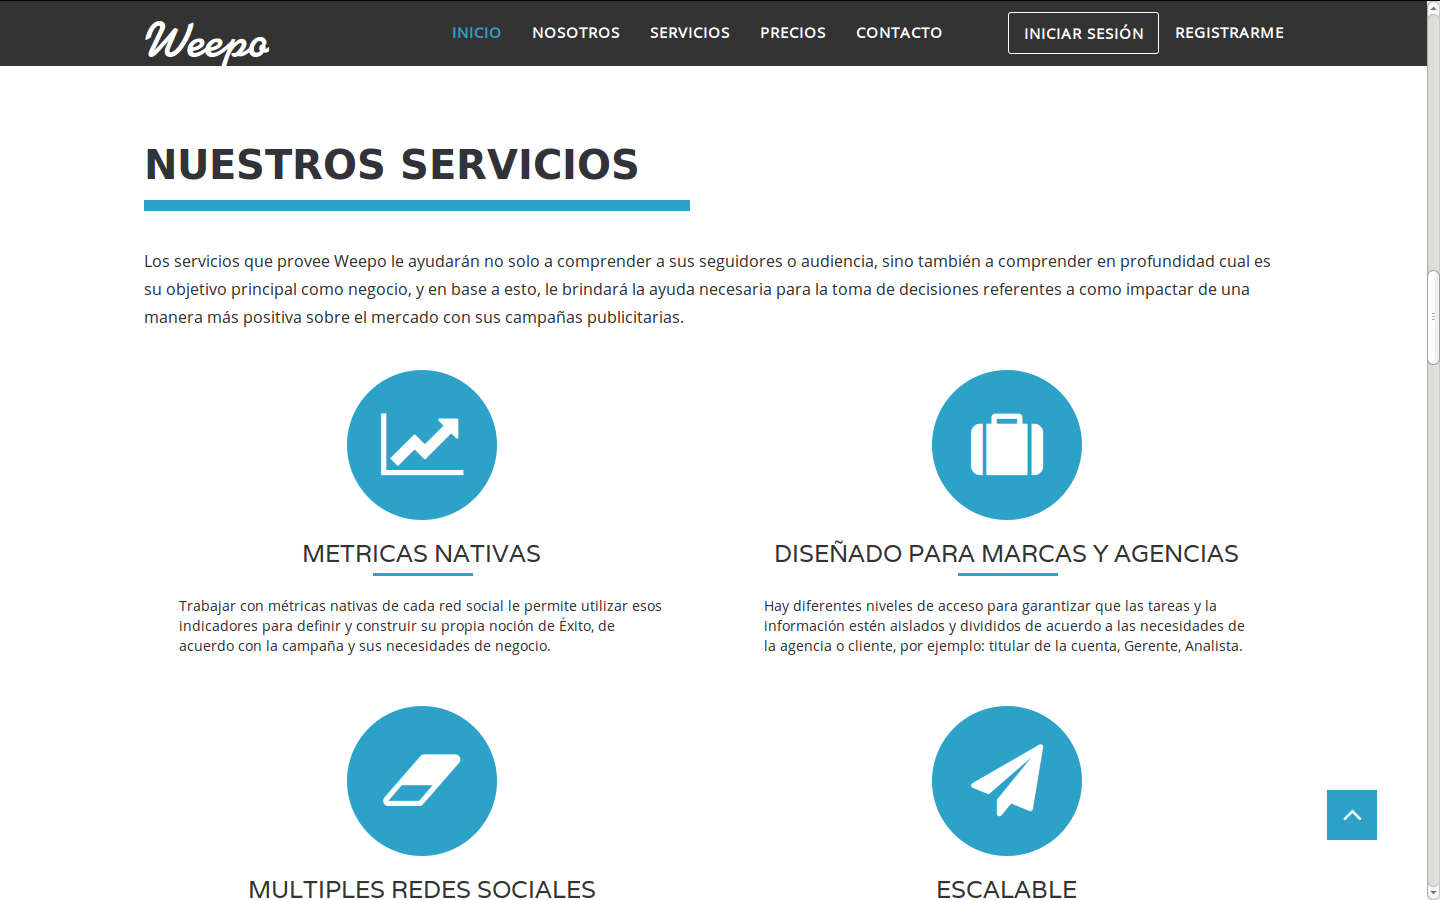 Weepo
INICIO NOSOTROS SERVICIOS PRECIOS CONTACTO INICIAR SESIÓN REGISTRARME
NUESTROS SERVICIOS
Los servicios que provee Weepo le ayudarán no solo a comprender a sus seguidores o audiencia, sino también a comprender en profundidad cual es
su objetivo principal como negocio, y en base a esto, le brindará la ayuda necesaria para la toma de decisiones referentes a como impactar de una
manera más positiva sobre el mercado con sus campañas publicitarias.
METRICAS NATIVAS
Trabajar con métricas nativas de cada red social le permite utilizar esos
indicadores para definir y construir su propia noción de Éxito, de
acuerdo con la campaña y sus necesidades de negocio.
DISEÑADO PARA MARCAS Y AGENCIAS
Hay diferentes niveles de acceso para garantizar que las tareas y la
información estén aislados y divididos de acuerdo a las necesidades de
la agencia o cliente, por ejemplo: titular de la cuenta, Gerente, Analista.
MULTIPLES REDES SOCIALES
ESCALABLE